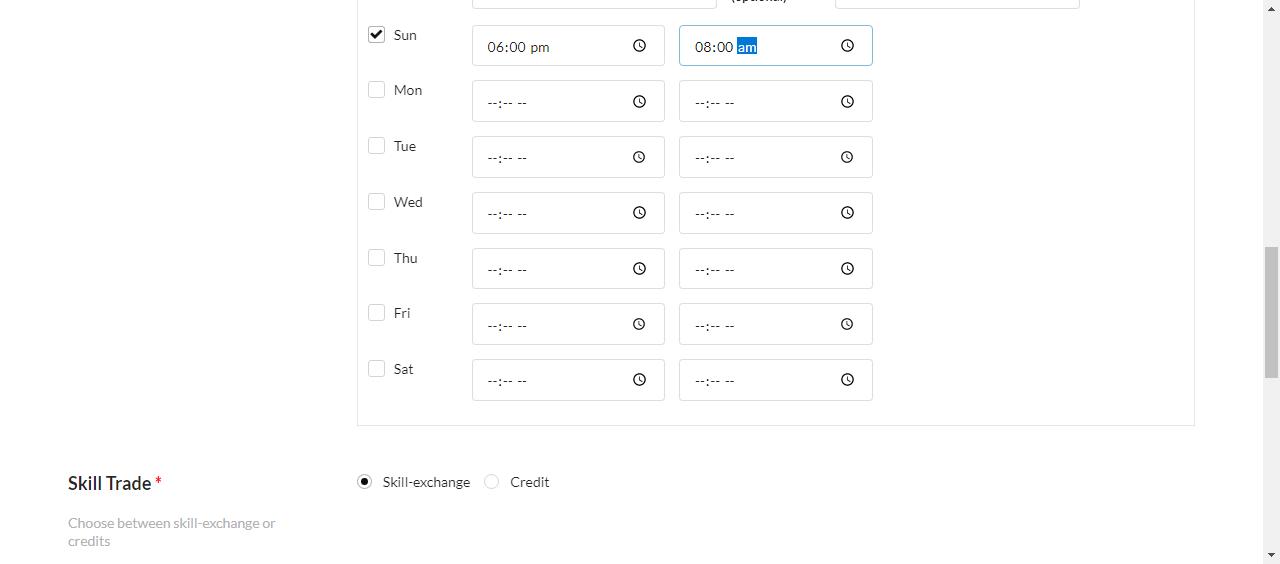 Sun 06:00 pm 08:00 am
Mon --:-- -- --:-- --
Tue --:-- -- --:-- --
Wed --:-- -- --:-- --
Thu --:-- -- --:-- --
Fri --:-- -- --:-- --
Sat --:-- -- --:-- --
Skill Trade * Skill-exchange Credit
Choose between skill-exchange or
credits